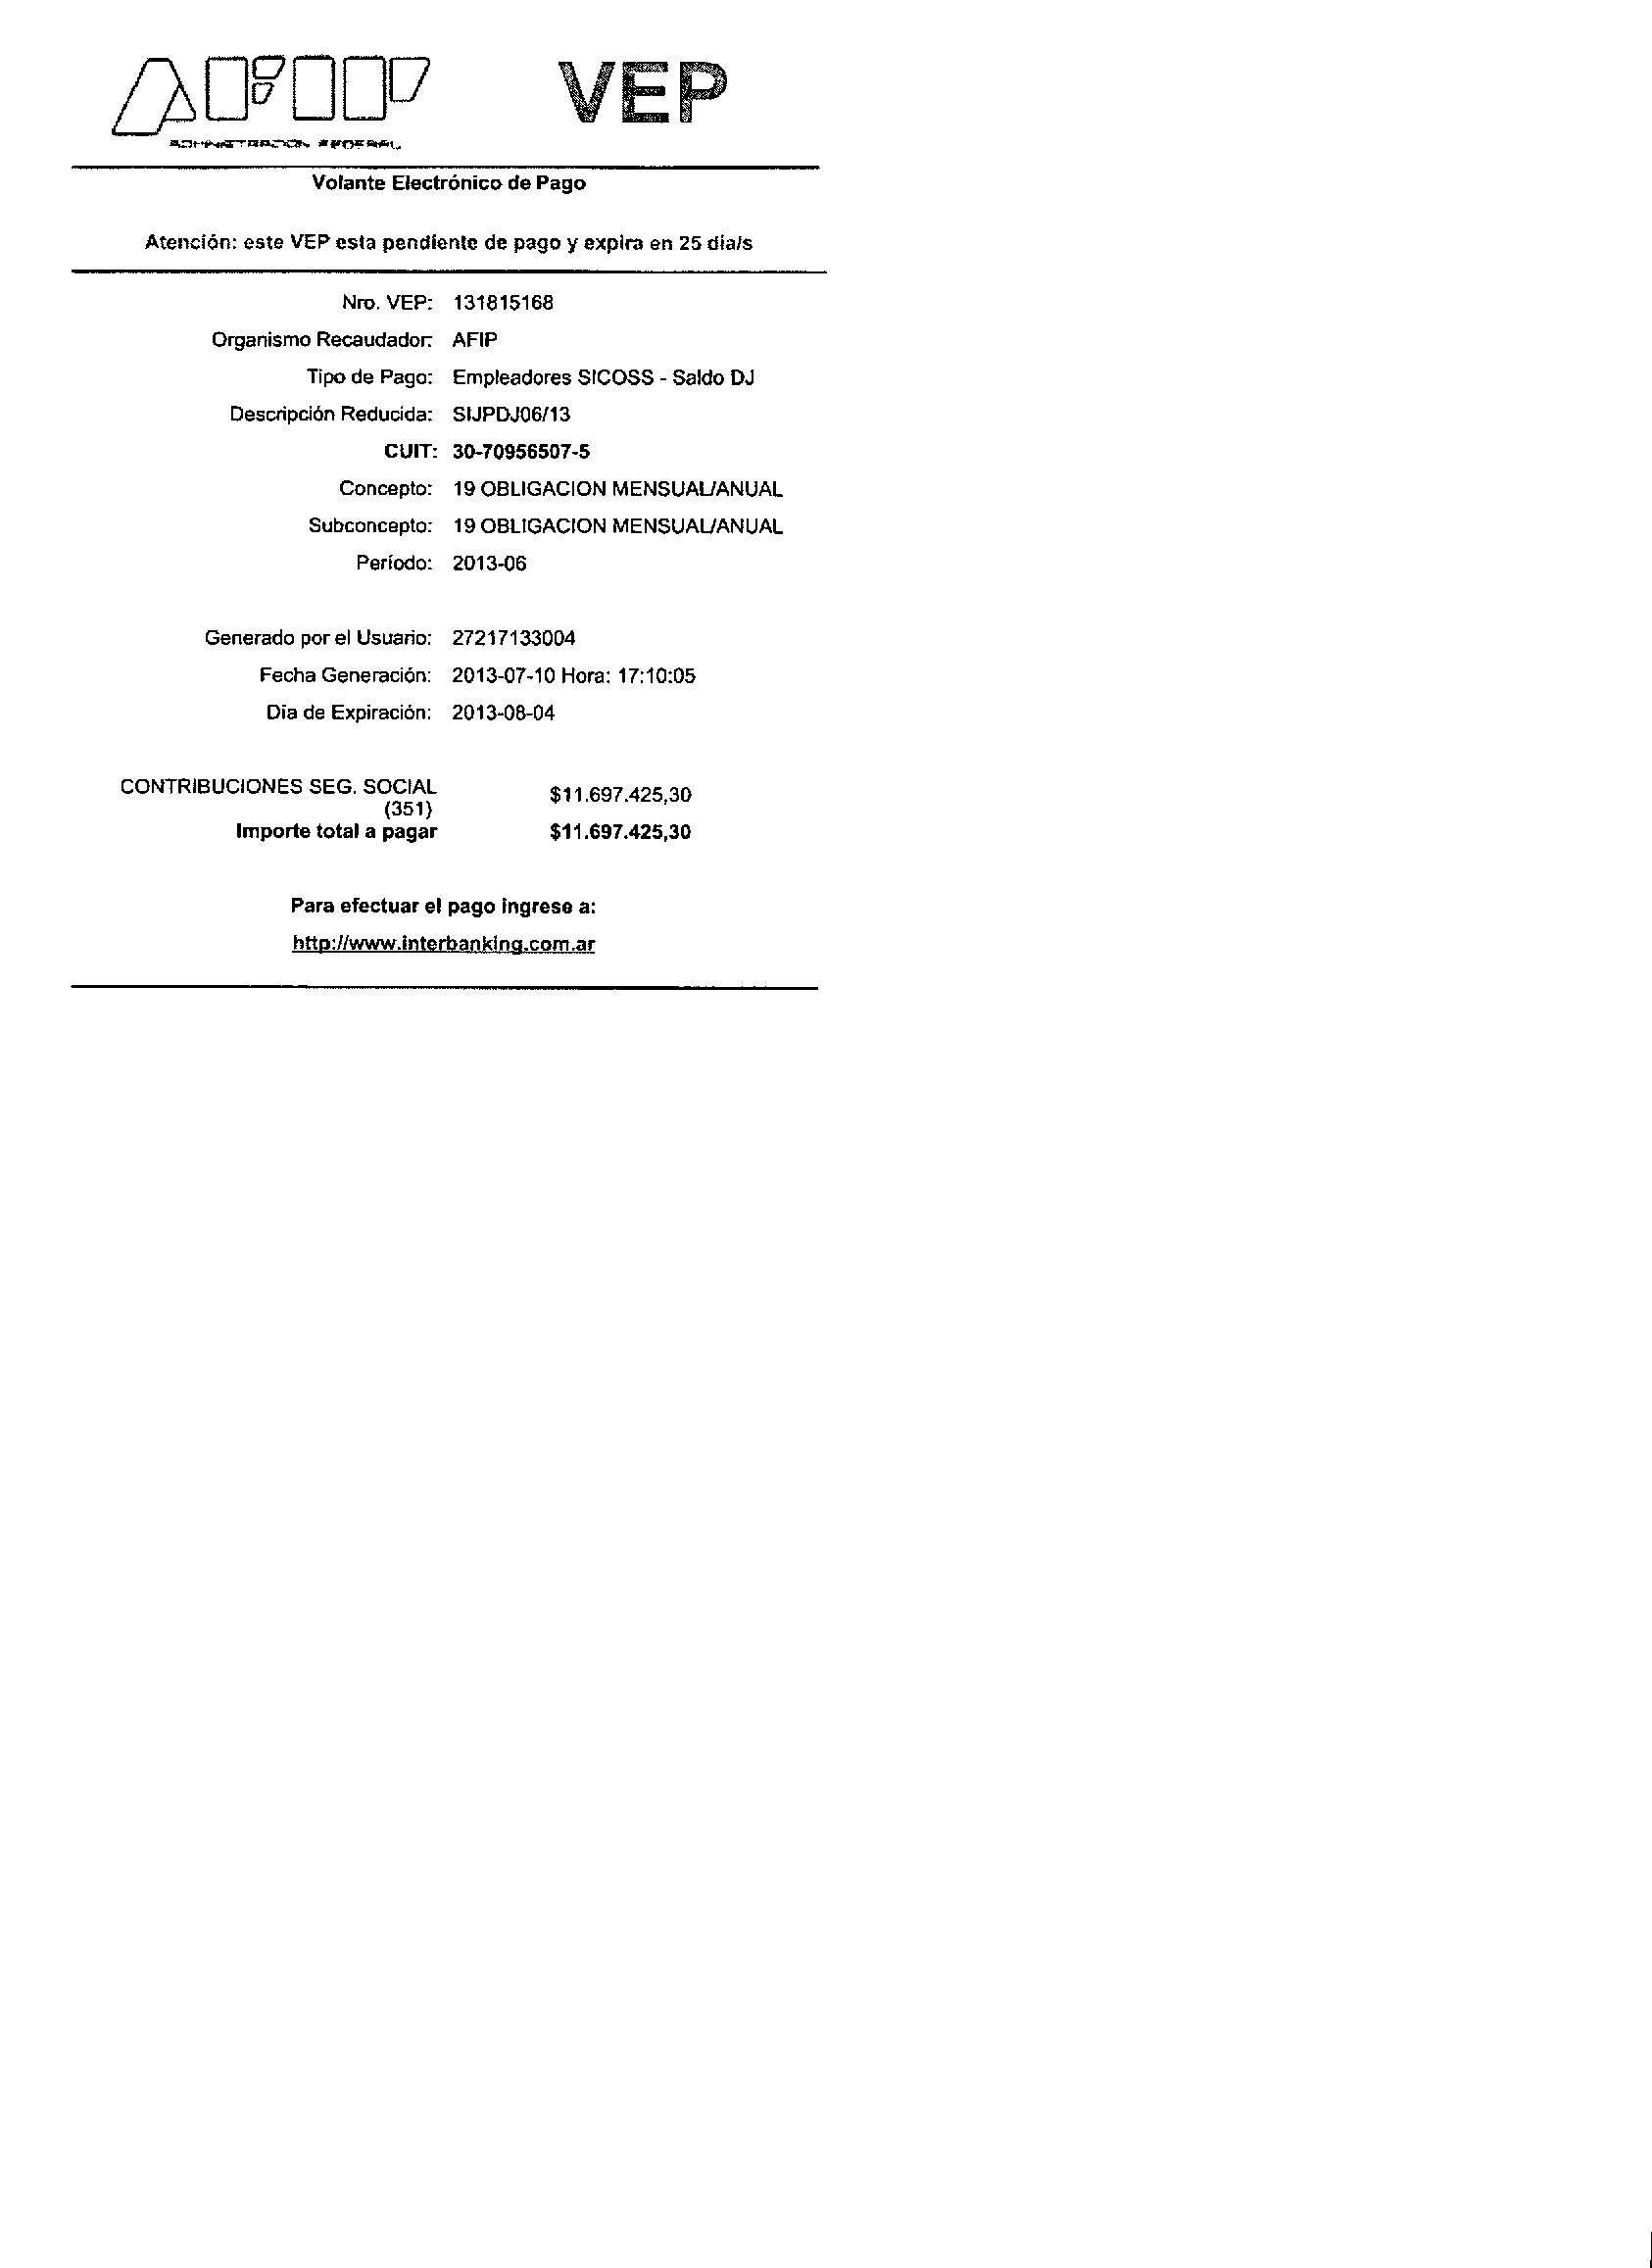 AFIP VEP
ADMINISTRACION FEDERAL
Volante Electrónico de Pago
Atención: este VEP esta pendiente de pago y expira en 25 día/s
Nro. VEP: 131815168
Organismo Recaudador: AFIP
Tipo de Pago: Empleadores SICOSS - Saldo DJ
Descripción Reducida: SIJPDJ06/13
CUIT: 30-70956507-5
Concepto: 19 OBLIGACION MENSUAL/ANUAL
Subconcepto: 19 OBLIGACION MENSUAL/ANUAL
Período: 2013-06
Generado por el Usuario: 27217133004
Fecha Generación: 2013-07-10 Hora: 17:10:05
Día de Expiración: 2013-08-04
CONTRIBUCIONES SEG. SOCIAL
(351) $11.697.425,30
Importe total a pagar $11.697.425,30
Para efectuar el pago ingrese a:
http://www.interbanking.com.ar